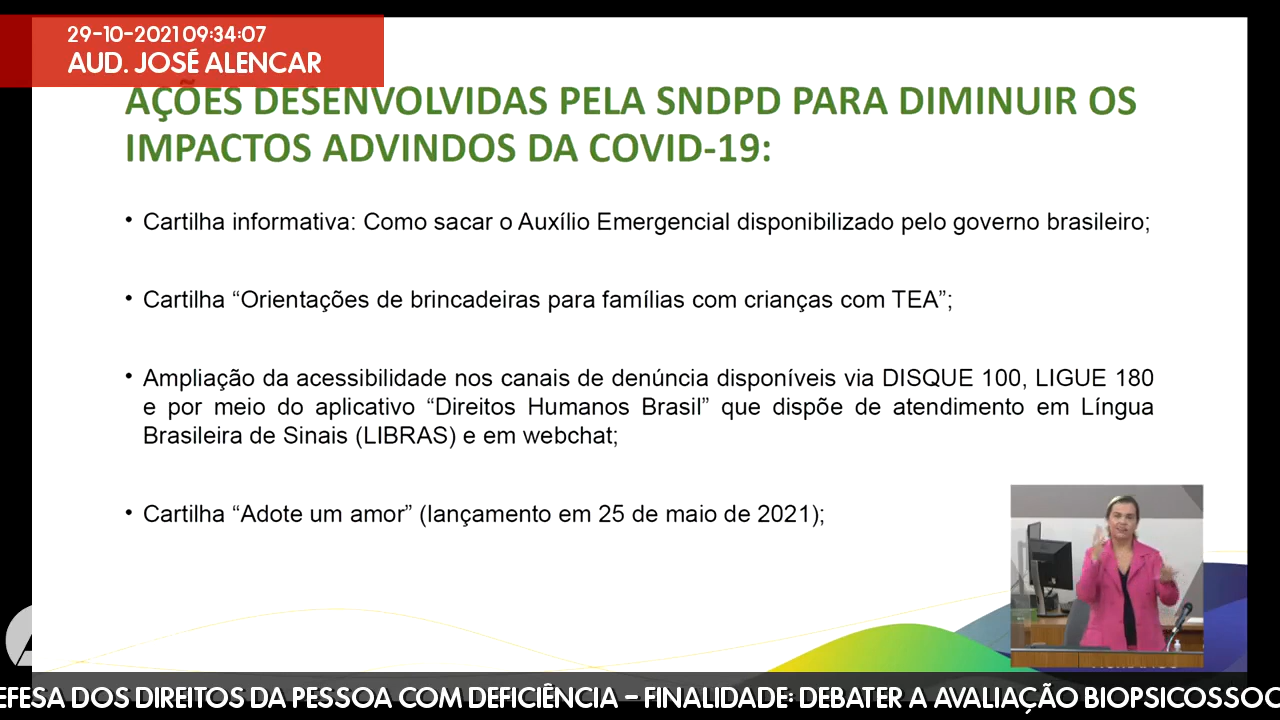 29-10-2021 09:34:07
AUD. JOSÉ ALENCAR
AÇÕES DESENVOLVIDAS PELA SNDPD PARA DIMINUIR OS
IMPACTOS ADVINDOS DA COVID-19:
• Cartilha informativa: Como sacar o Auxílio Emergencial disponibilizado pelo governo brasileiro;
• Cartilha “Orientações de brincadeiras para famílias com crianças com TEA”;
• Ampliação da acessibilidade nos canais de denúncia disponíveis via DISQUE 100, LIGUE 180
e por meio do aplicativo “Direitos Humanos Brasil” que dispõe de atendimento em Língua
Brasileira de Sinais (LIBRAS) e em webchat;
• Cartilha “Adote um amor” (lançamento em 25 de maio de 2021);
EFESA DOS DIREITOS DA PESSOA COM DEFICIÊNCIA - FINALIDADE: DEBATER A AVALIAÇÃO BIOPSICOSSOC